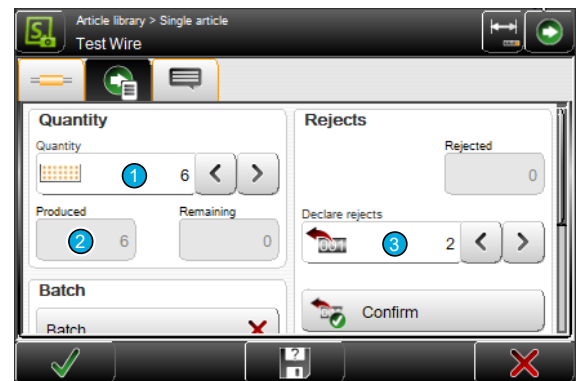 Article library > Single article
Test Wire
Quantity
Quantity
1
6
Produced
Remaining
2
6
0
Batch
Batch
Rejects
Rejected
0
Declare rejects
001
3
2
Confirm